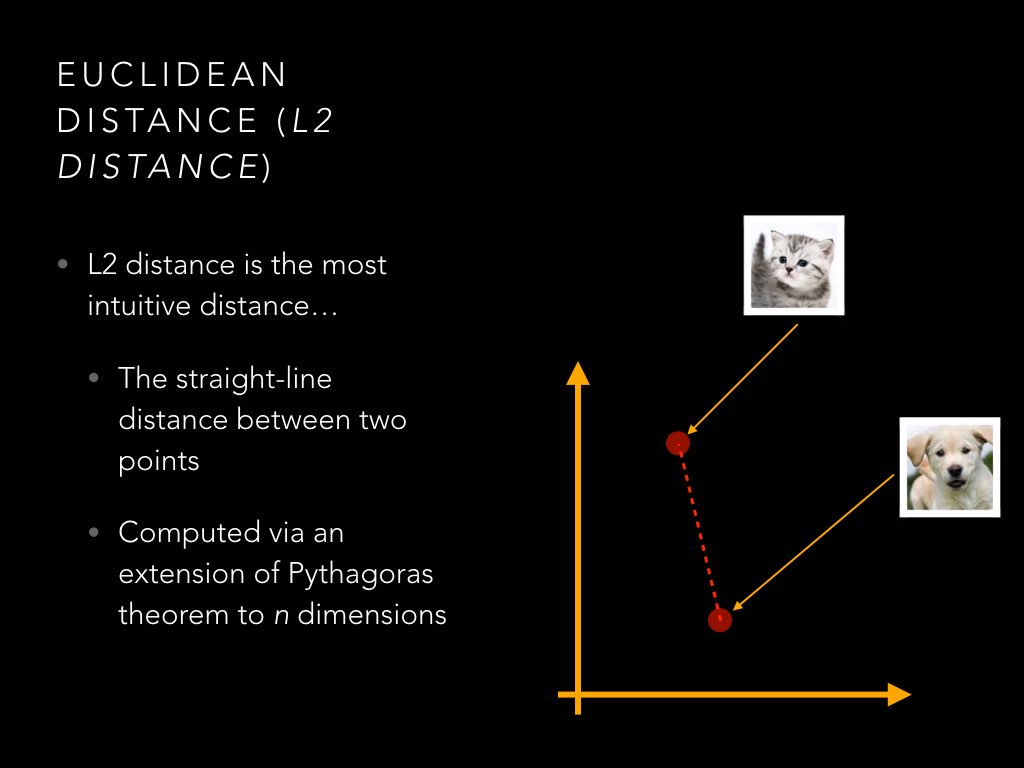 EUCLIDEAN
DISTANCE (L2
DISTANCE)
• L2 distance is the most
intuitive distance…
• The straight-line
distance between two
points
• Computed via an
extension of Pythagoras
theorem to n dimensions